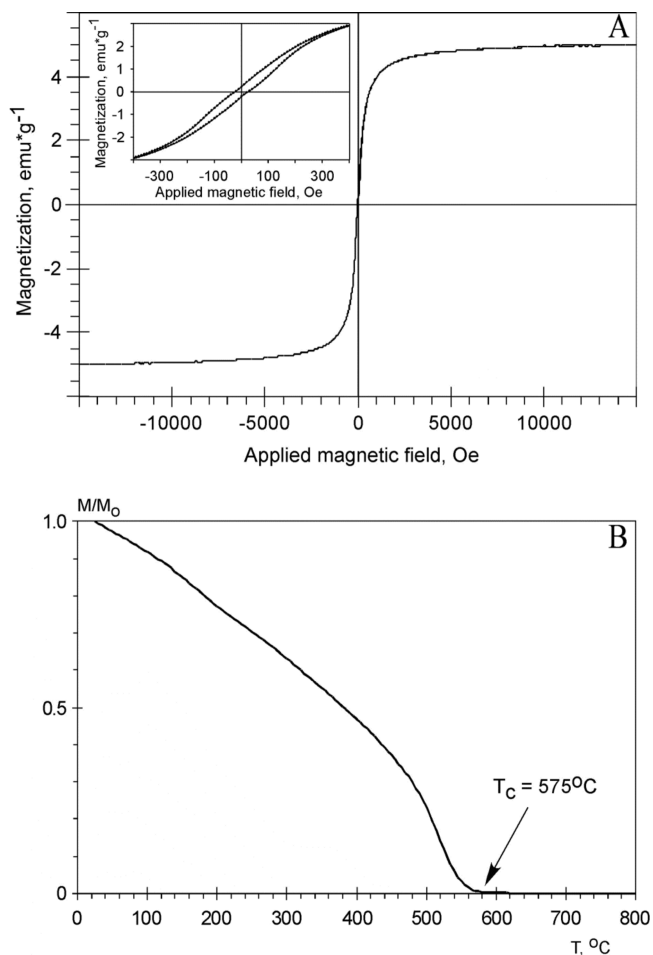 A
Magnetization, emu*g-1
4
2
0
-2
-4
-10000 -5000 0 5000 10000
Applied magnetic field, Oe
Magnetization, emu*g-1
2
1
0
-1
-2
-300 -100 100 300
Applied magnetic field, Oe
M/Mo
B
1.0
0.5
0
TC = 575oC
0 100 200 300 400 500 600 700 800
T, oC